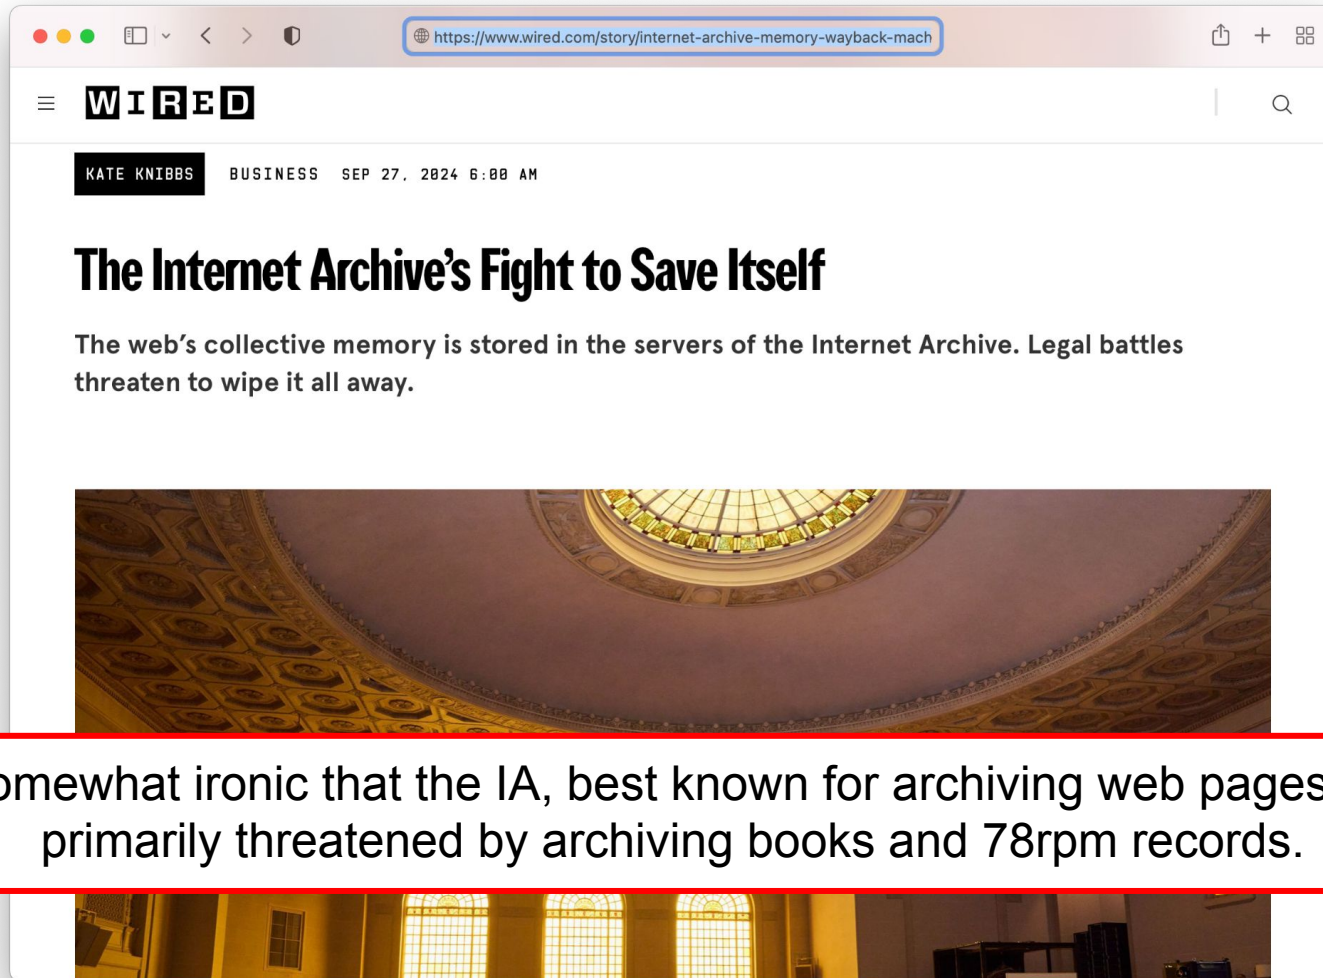 https://www.wired.com/story/internet-archive-memory-wayback-mach
WIRED
KATE KNIBBS BUSINESS SEP 27, 2024 6:00 AM
The Internet Archive's Fight to Save Itself
The web's collective memory is stored in the servers of the Internet Archive. Legal battles
threaten to wipe it all away.
omewhat ironic that the IA, best known for archiving web pages
primarily threatened by archiving books and 78rpm records.